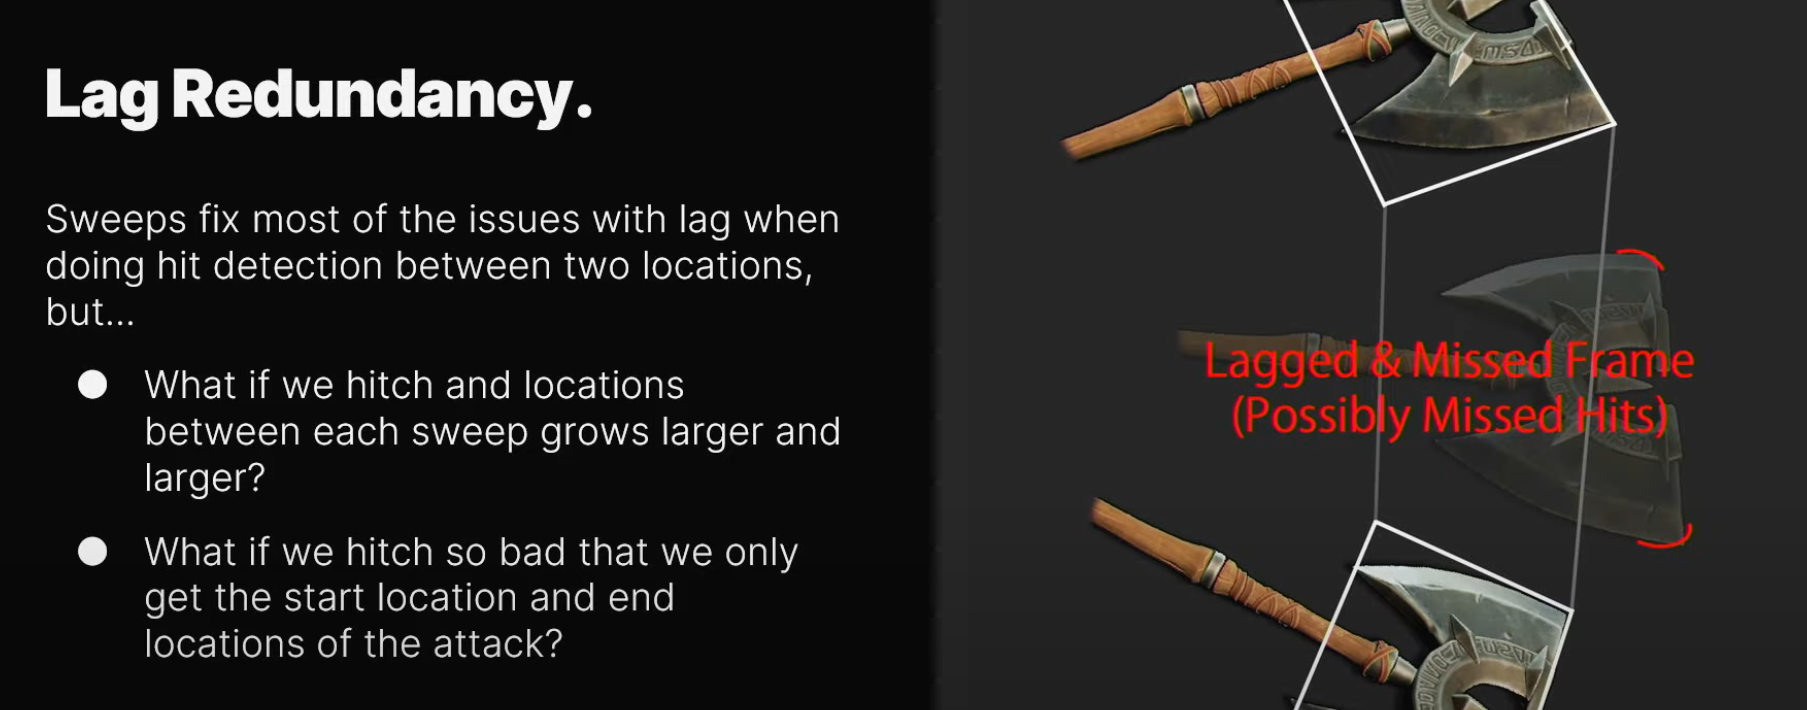 Lag Redundancy.
Sweeps fix most of the issues with lag when
doing hit detection between two locations,
but...
● What if we hitch and locations
between each sweep grows larger and
larger?
● What if we hitch so bad that we only
get the start location and end
locations of the attack?
Lagged & Missed Frame
(Possibly Missed Hits)